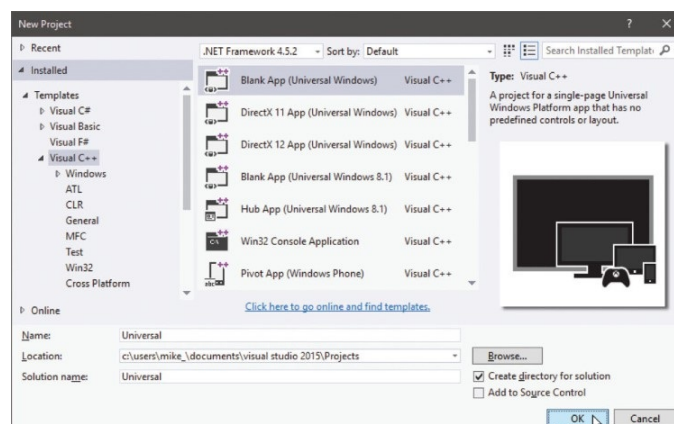 New Project
Recent
Installed
Templates
Visual C#
Visual Basic
Visual F#
Visual C++
Windows
ATL
CLR
General
MFC
Test
Win32
Cross Platform
Online
.NET Framework 4.5.2 Sort by: Default
Search Installed Templat
Blank App (Universal Windows) Visual C++
DirectX 11 App (Universal Windows) Visual C++
DirectX 12 App (Universal Windows) Visual C++
Blank App (Universal Windows 8.1) Visual C++
Hub App (Universal Windows 8.1) Visual C++
Win32 Console Application Visual C++
Pivot App (Windows Phone) Visual C++
Click here to go online and find templates.
Type: Visual C++
A project for a single-page Universal
Windows Platform app that has no
predefined controls or layout.
Name: Universal
Location: c:\users\mike_\documents\visual studio 2015\Projects
Browse...
Solution name: Universal
Create directory for solution
Add to Source Control
OK Cancel